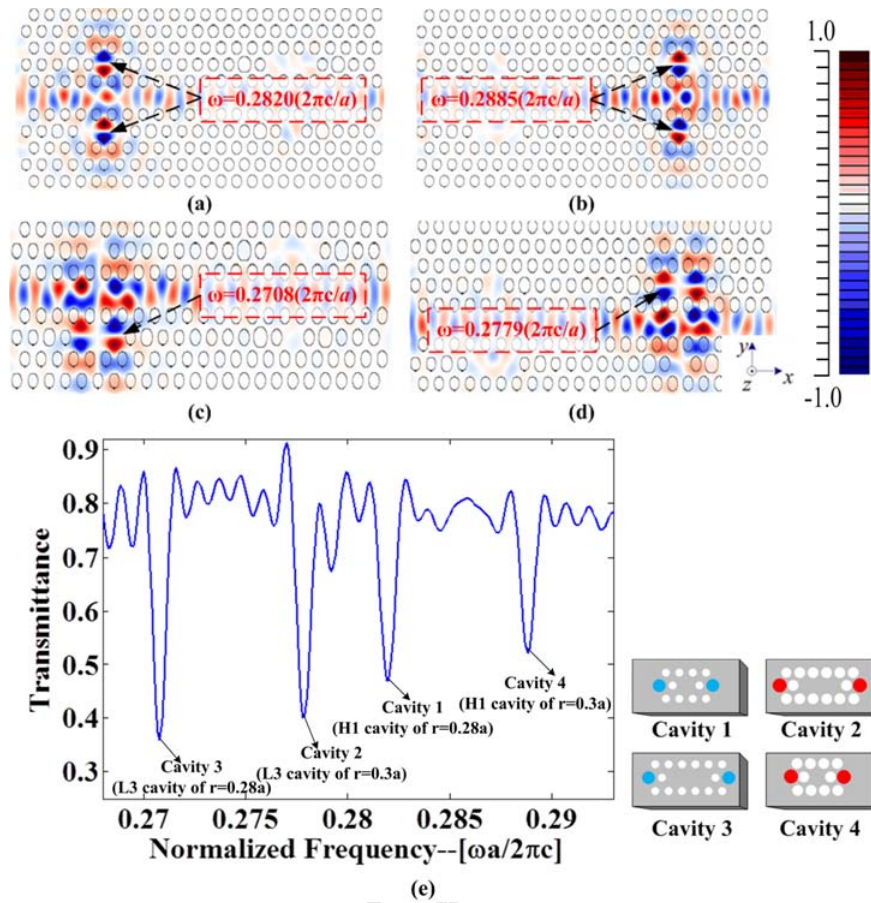 1.0
ω=0.2820(2πc/a)
ω=0.2885(2πc/a)
(a)
(b)
ω=0.2708(2πc/a)
ω=0.2779(2πc/a)
y
z
x
(c)
(d)
-1.0
0.9
0.8
0.7
0.6
0.5
0.4
0.3
Transmittance
Cavity 3
(L3 cavity of r=0.28a)
Cavity 2
(L3 cavity of r=0.3a)
Cavity 1
(H1 cavity of r=0.28a)
Cavity 4
(H1 cavity of r=0.3a)
0.27 0.275 0.28 0.285 0.29
Normalized Frequency--[ωa/2πc]
Cavity 1 Cavity 2
Cavity 3 Cavity 4
(e)